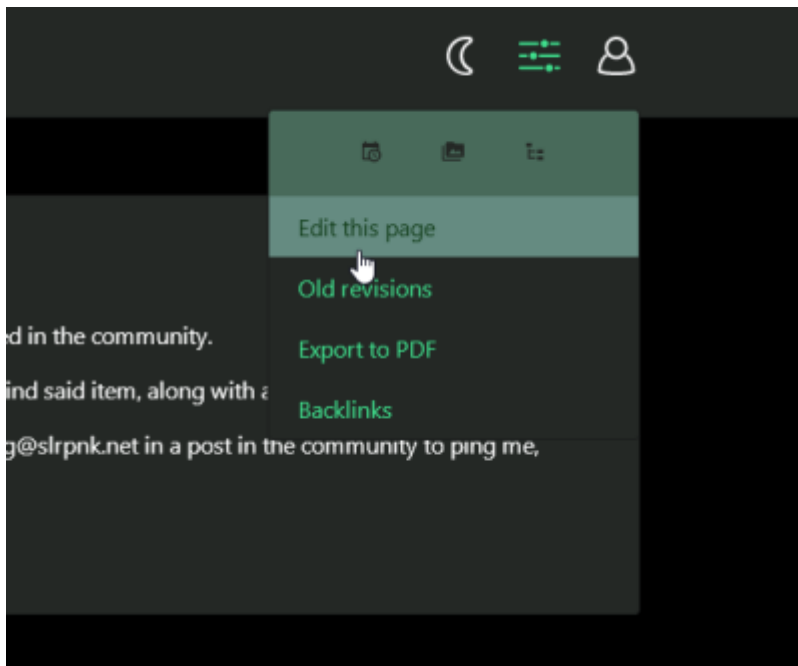 Edit this page
Old revisions
Export to PDF
Backlinks
ed in the community.
ind said item, along with a
g@slrpnk.net in a post in the community to ping me,